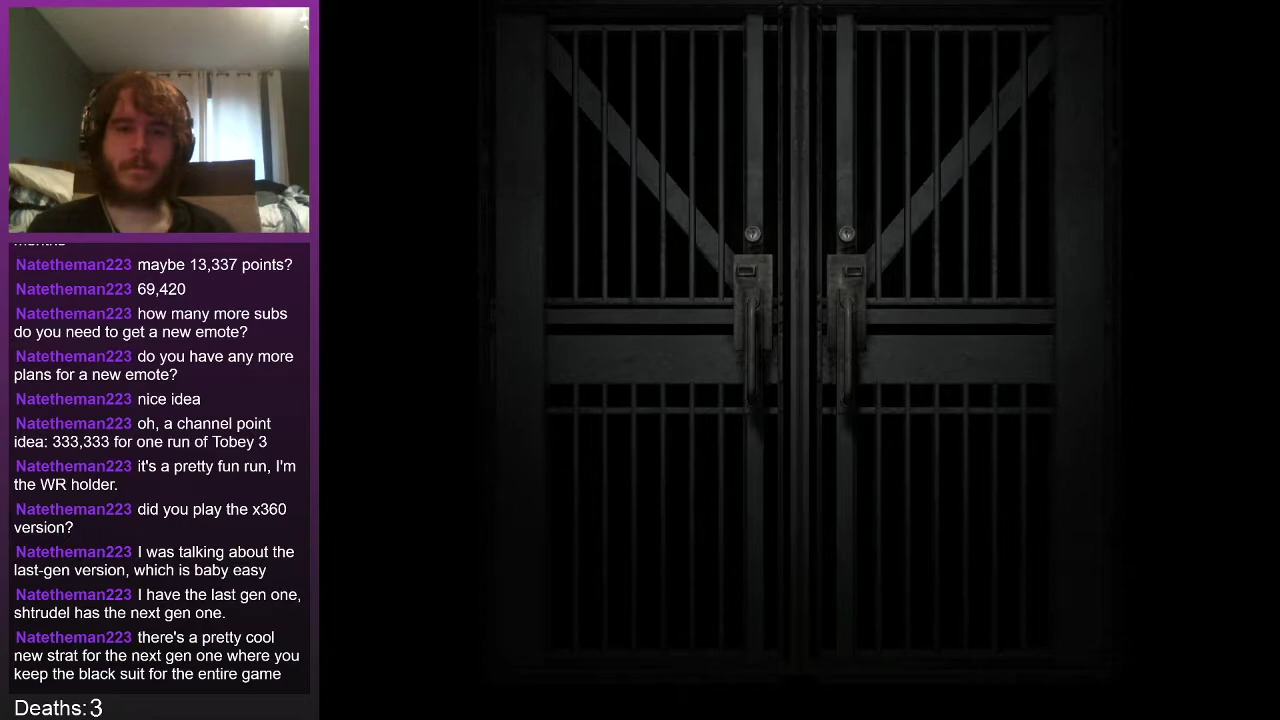 Natetheman223 maybe 13,337 points?
Natetheman223 69,420
Natetheman223 how many more subs
do you need to get a new emote?
Natetheman223 do you have any more
plans for a new emote?
Natetheman223 nice idea
Natetheman223 oh, a channel point
idea: 333,333 for one run of Tobey 3
Natetheman223 it's a pretty fun run, I'm
the WR holder.
Natetheman223 did you play the x360
version?
Natetheman223 I was talking about the
last-gen version, which is baby easy
Natetheman223 I have the last gen one,
shtrudel has the next gen one.
Natetheman223 there's a pretty cool
new strat for the next gen one where you
keep the black suit for the entire game
Deaths: 3